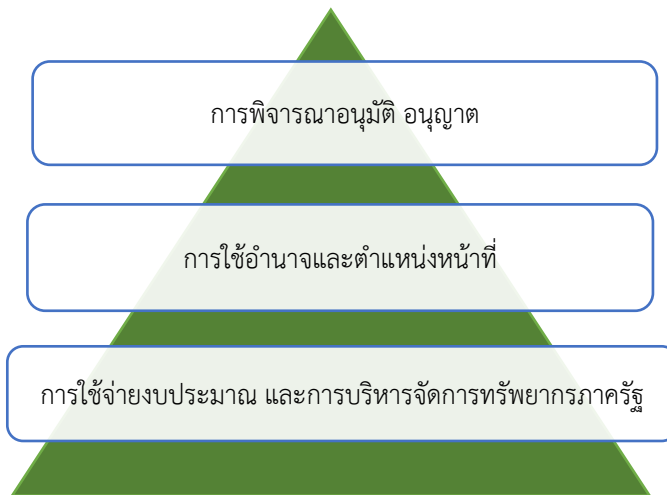 การพิจารณาอนุมัติ อนุญาต
การใช้อำนาจและตำแหน่งหน้าที่
การใช้จ่ายงบประมาณ และการบริหารจัดการทรัพยากรภาครัฐ